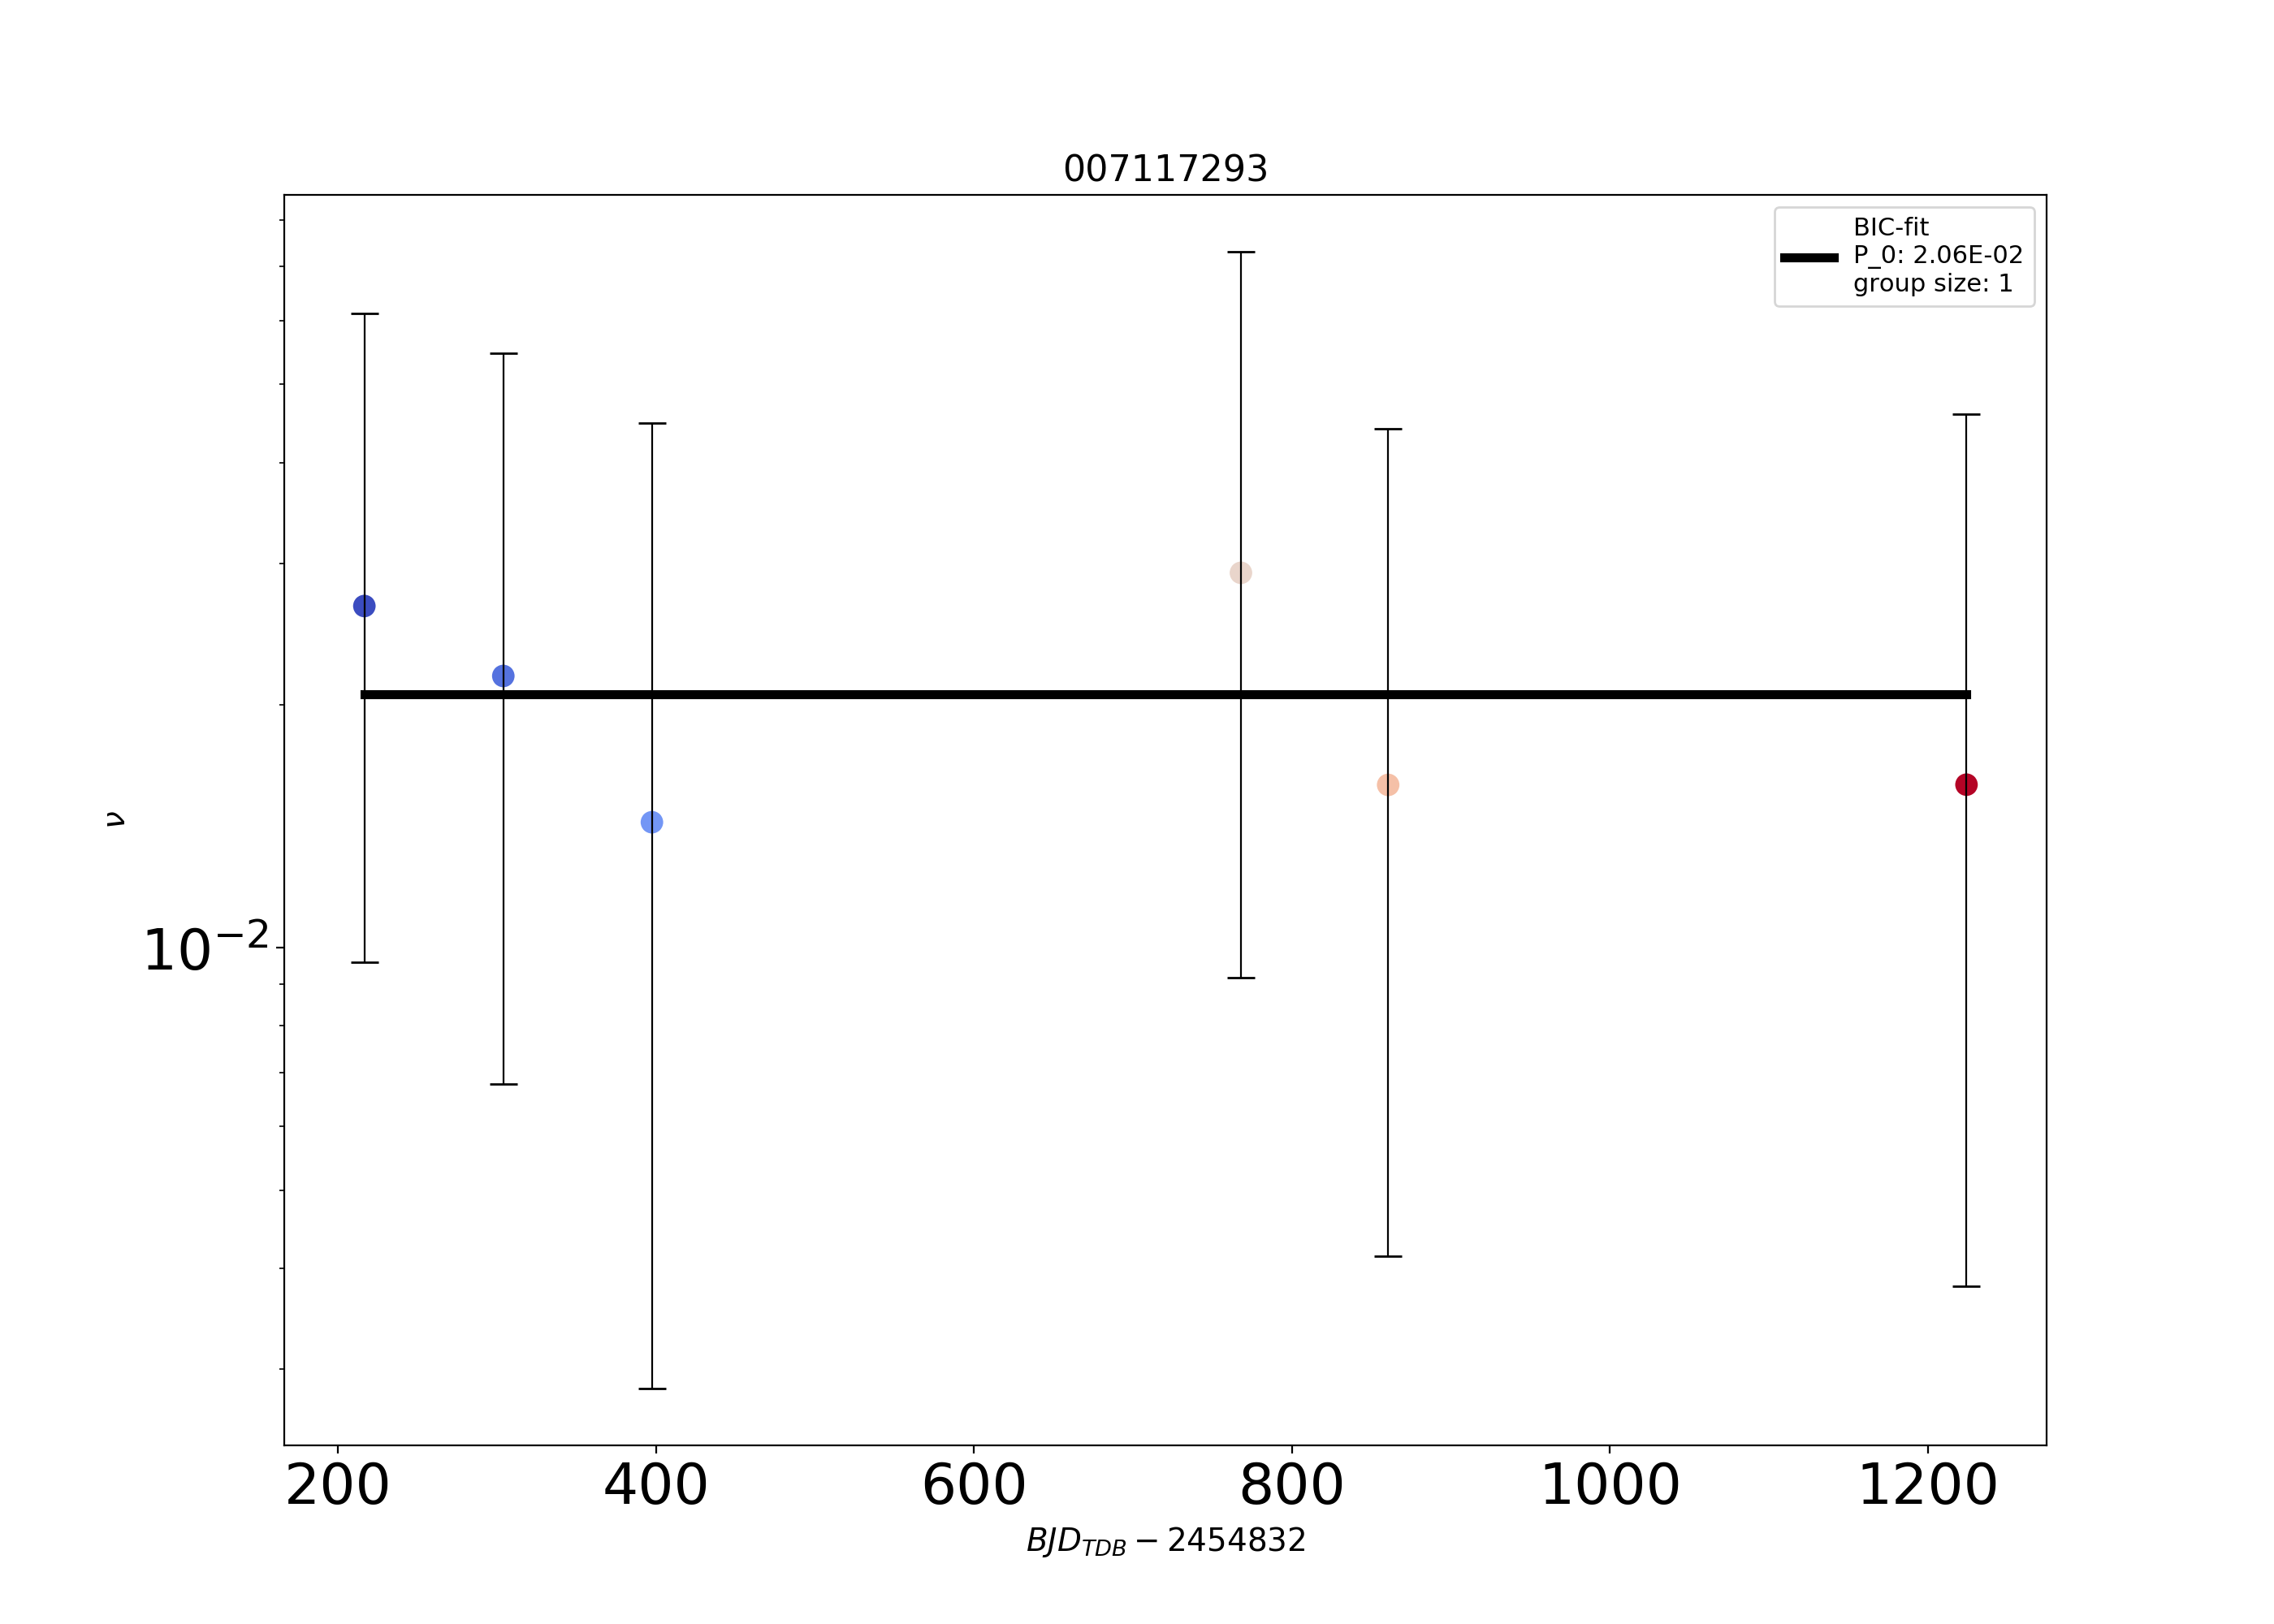 007117293
BIC-fit
P_0: 2.06E-02
group size: 1
ν
10⁻²
200 400 600 800 1000 1200
BJD_TDB − 2454832